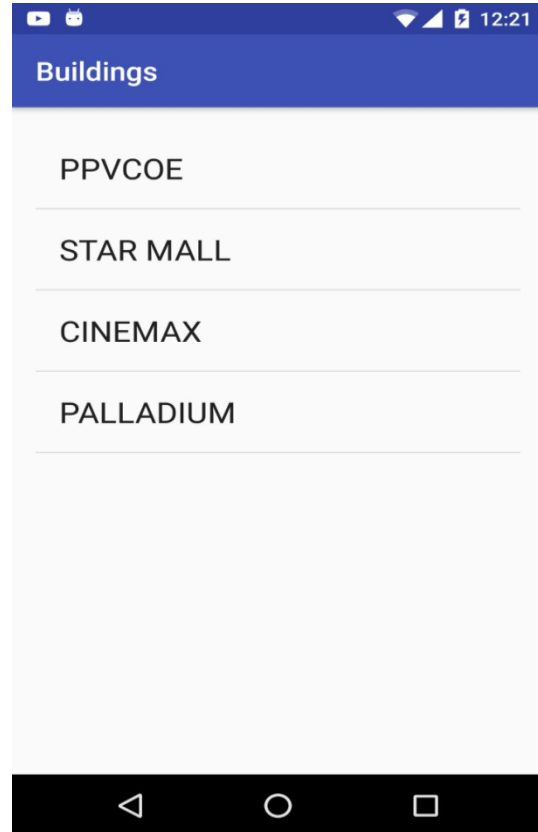 12:21
Buildings
PPVCOE
STAR MALL
CINEMAX
PALLADIUM